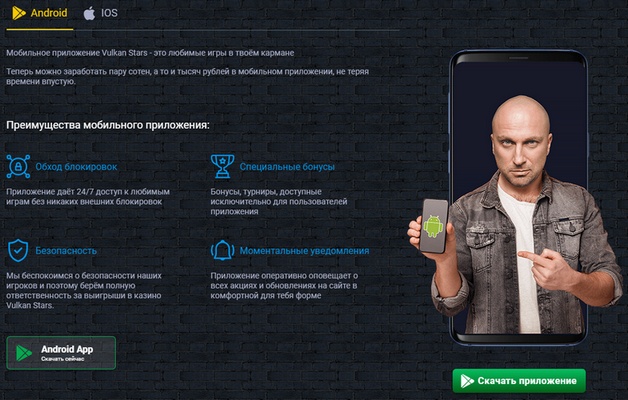 Android
IOS
Мобильное приложение Vulkan Stars - это любимые игры в твоём кармане
Теперь можно заработать пару сотен, а то и тысяч рублей в мобильном приложении, не теряя
времени впустую.
Преимущества мобильного приложения:
Обход блокировок
Приложение даёт 24/7 доступ к любимым
играм без никаких внешних блокировок
Специальные бонусы
Бонусы, турниры, доступные
исключительно для пользователей
приложения
Безопасность
Мы беспокоимся о безопасности наших
игроков и поэтому берём полную
ответственность за выигрыши в казино
Vulkan Stars.
Моментальные уведомления
Приложение оперативно оповещает о
всех акциях и обновлениях на сайте в
комфортной для тебя форме
Android App
Скачать сейчас
Скачать приложение